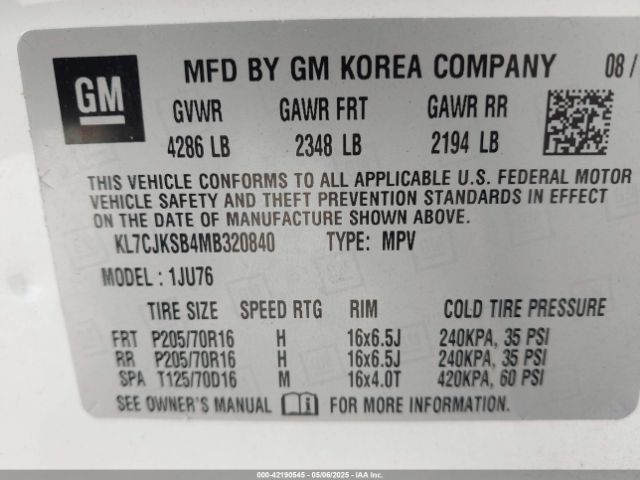 GM
MFD BY GM KOREA COMPANY 08/
GVWR GAWR FRT GAWR RR
4286 LB 2348 LB 2194 LB
THIS VEHICLE CONFORMS TO ALL APPLICABLE U.S. FEDERAL MOTOR
VEHICLE SAFETY AND THEFT PREVENTION STANDARDS IN EFFECT
ON THE DATE OF MANUFACTURE SHOWN ABOVE.
KL7CJKSB4MB320840 TYPE: MPV
MODEL : 1JU76
TIRE SIZE SPEED RTG RIM COLD TIRE PRESSURE
FRT P205/70R16 H 16x6.5J 240KPA, 35 PSI
RR P205/70R16 H 16x6.5J 240KPA, 35 PSI
SPA T125/70D16 M 16x4.0T 420KPA, 60 PSI
SEE OWNER'S MANUAL FOR MORE INFORMATION.
000-42190545 - 05/06/2025 - IAA, Inc.